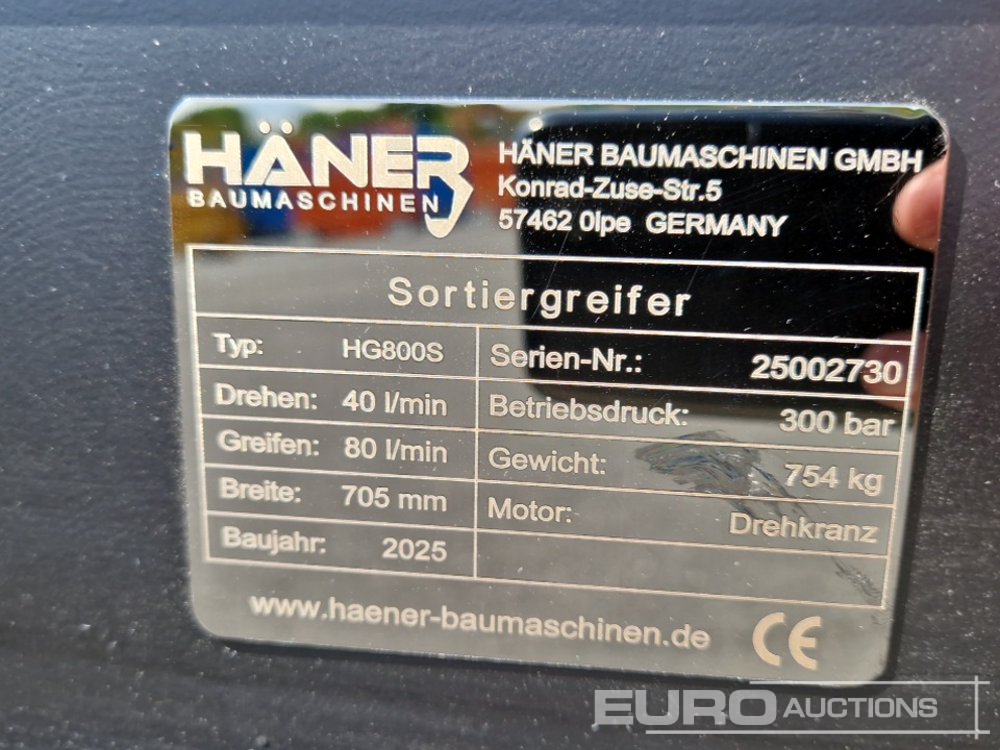 HÄNER
BAUMASCHINEN
HÄNER BAUMASCHINEN GMBH
Konrad-Zuse-Str.5
57462 Olpe GERMANY
Sortiergreifer
Typ: HG800S
Serien-Nr.: 25002730
Drehen: 40 l/min
Betriebsdruck: 300 bar
Greifen: 80 l/min
Gewicht: 754 kg
Breite: 705 mm
Motor: Drehkranz
Baujahr: 2025
www.haener-baumaschinen.de
CE
EURO AUCTIONS